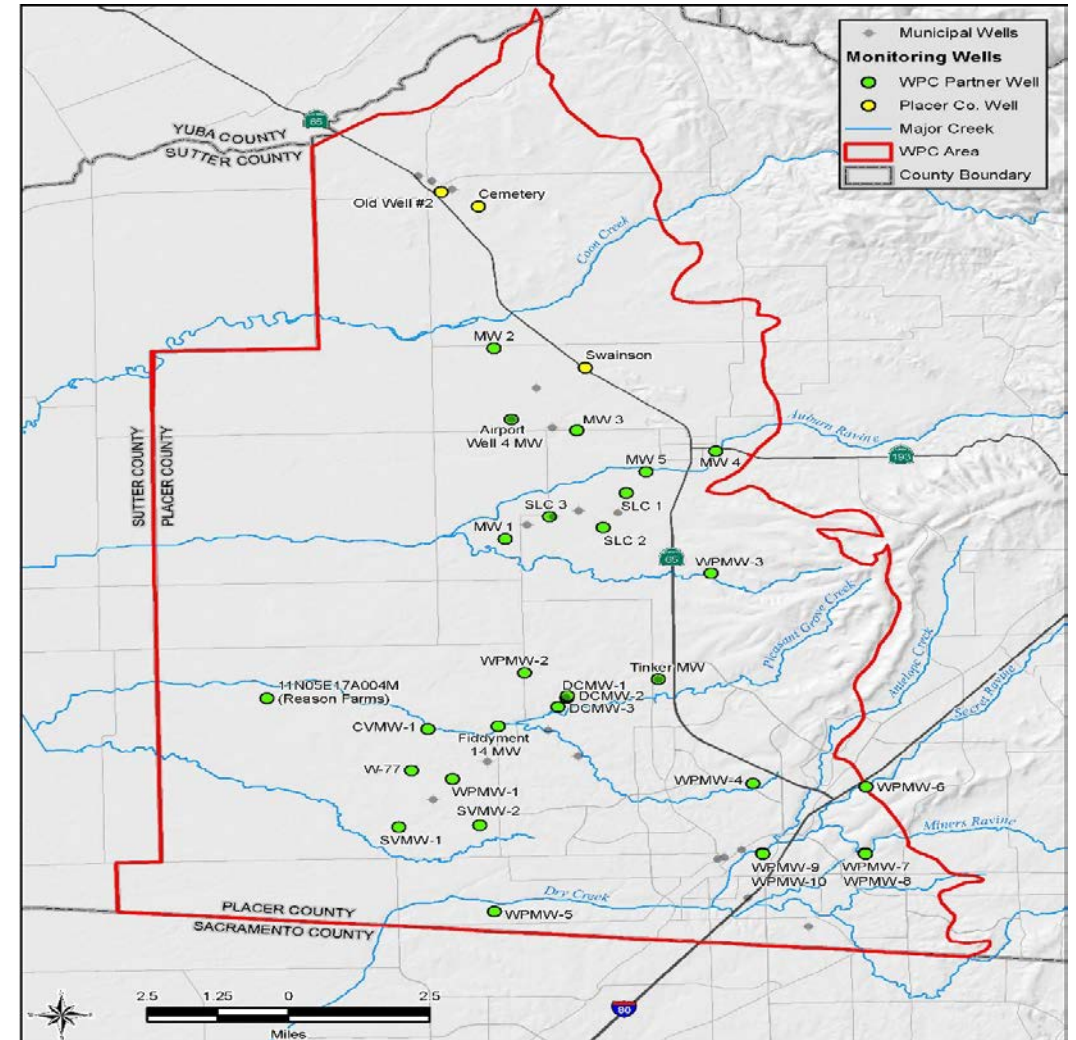 Municipal Wells
Monitoring Wells
WPC Partner Well
Placer Co. Well
Major Creek
WPC Area
County Boundary
65
YUBA COUNTY
SUTTER COUNTY
Old Well #2
Cemetery
Coon Creek
MW 2
Swainson
Airport
Well 4 MW
MW 3
Auburn Ravine
MW 4
193
MW 5
SUTTER COUNTY
PLACER COUNTY
SLC 1
SLC 3
SLC 2
MW 1
65
WPMW-3
Pleasant Grove Creek
Antelope Creek
Secret Ravine
WPMW-2
Tinker MW
11N05E17A004M
(Reason Farms)
DCMW-1
DCMW-2
DCMW-3
CVMW-1
Fiddyment
14 MW
W-77
WPMW-1
WPMW-4
WPMW-6
SVMW-2
SVMW-1
Miners Ravine
WPMW-9
WPMW-10
WPMW-7
WPMW-8
Dry Creek
WPMW-5
PLACER COUNTY
SACRAMENTO COUNTY
2.5 1.25 0 2.5
Miles
80